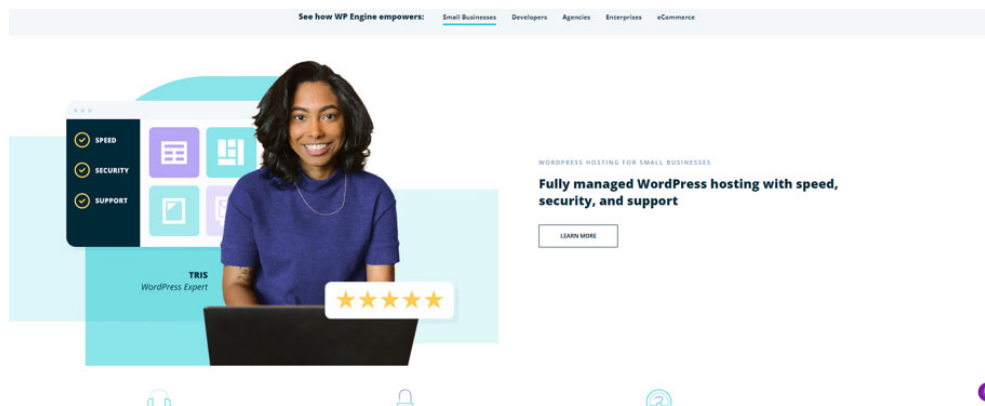 See how WP Engine empowers: Small Businesses Developers Agencies Enterprises eCommerce
SPEED
SECURITY
SUPPORT
TRIS
WordPress Expert
WORDPRESS HOSTING FOR SMALL BUSINESSES
Fully managed WordPress hosting with speed,
security, and support
LEARN MORE